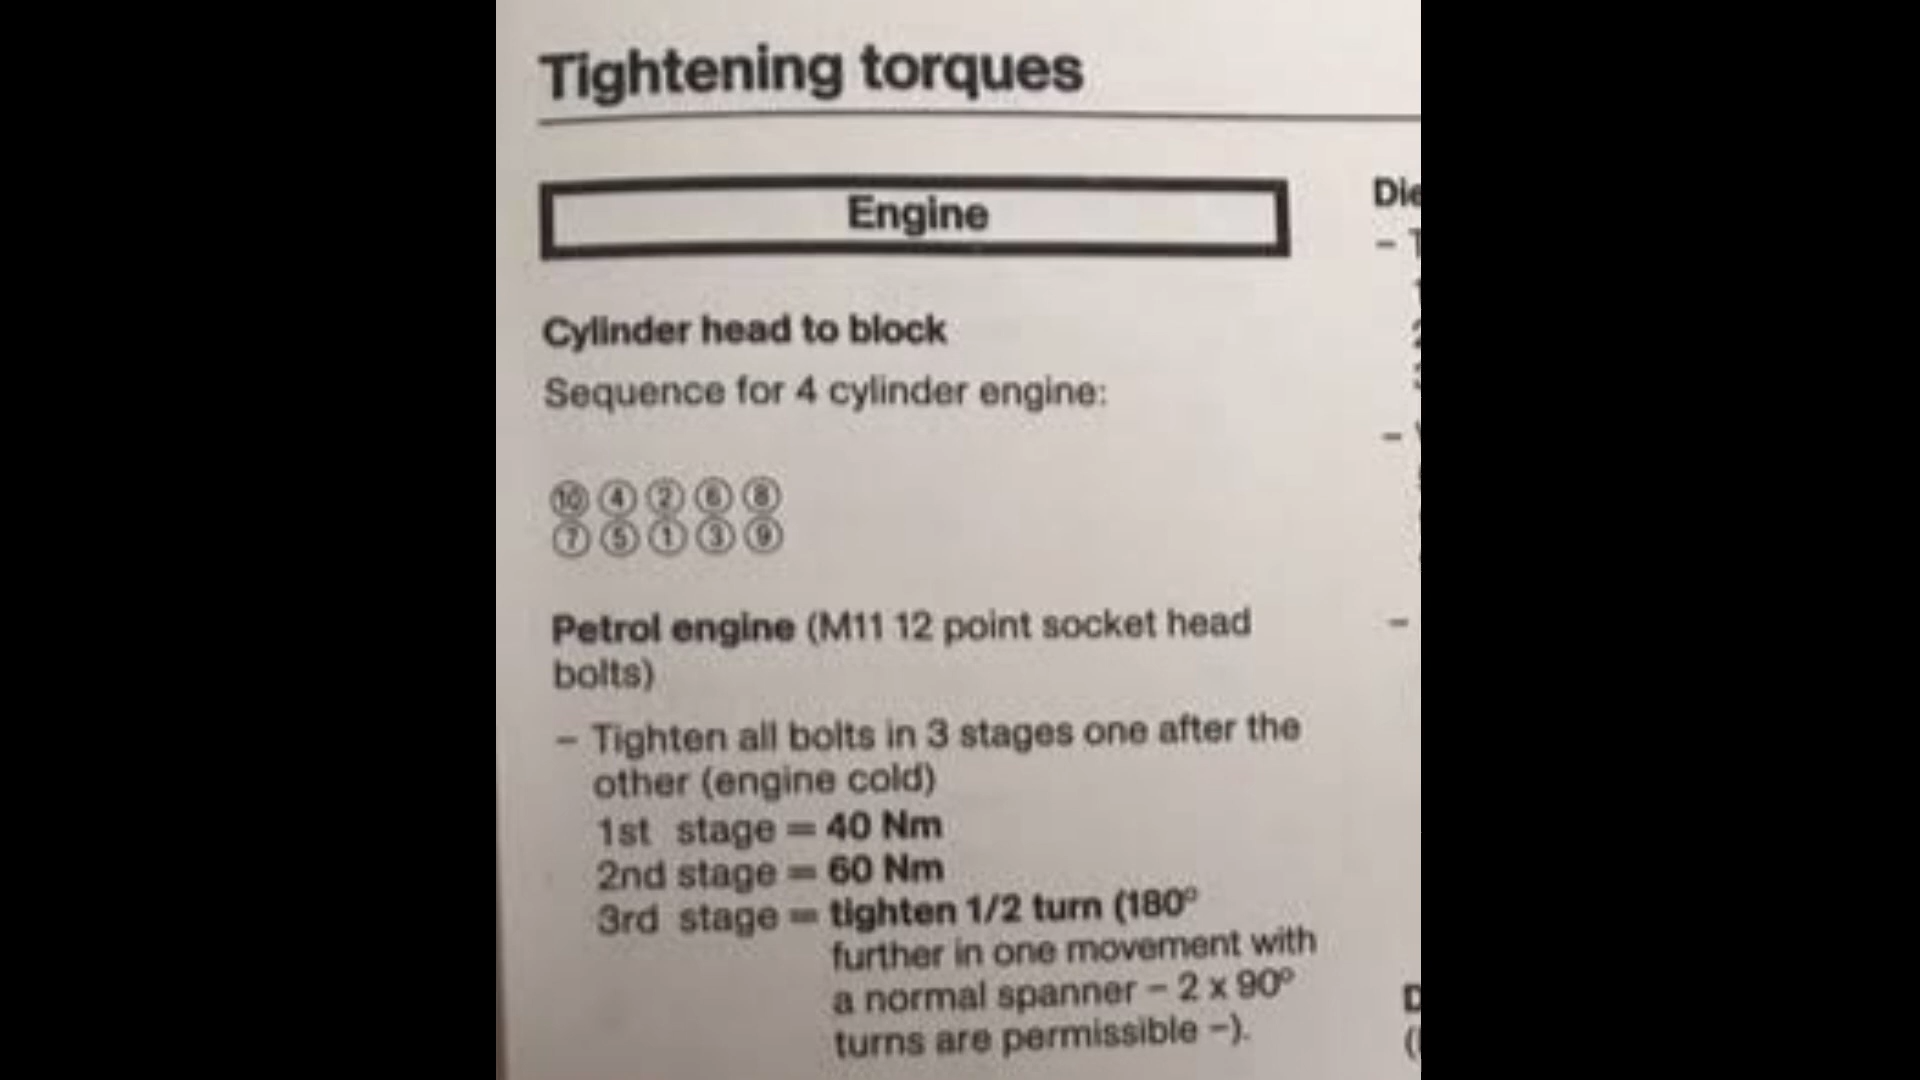 Tightening torques
Engine
Cylinder head to block
Sequence for 4 cylinder engine:
10 4 2 6 8
7 5 1 3 9
Petrol engine (M11 12 point socket head
bolts)
– Tighten all bolts in 3 stages one after the
other (engine cold)
1st stage = 40 Nm
2nd stage = 60 Nm
3rd stage = tighten 1/2 turn (180°
further in one movement with
a normal spanner – 2 x 90°
turns are permissible –).